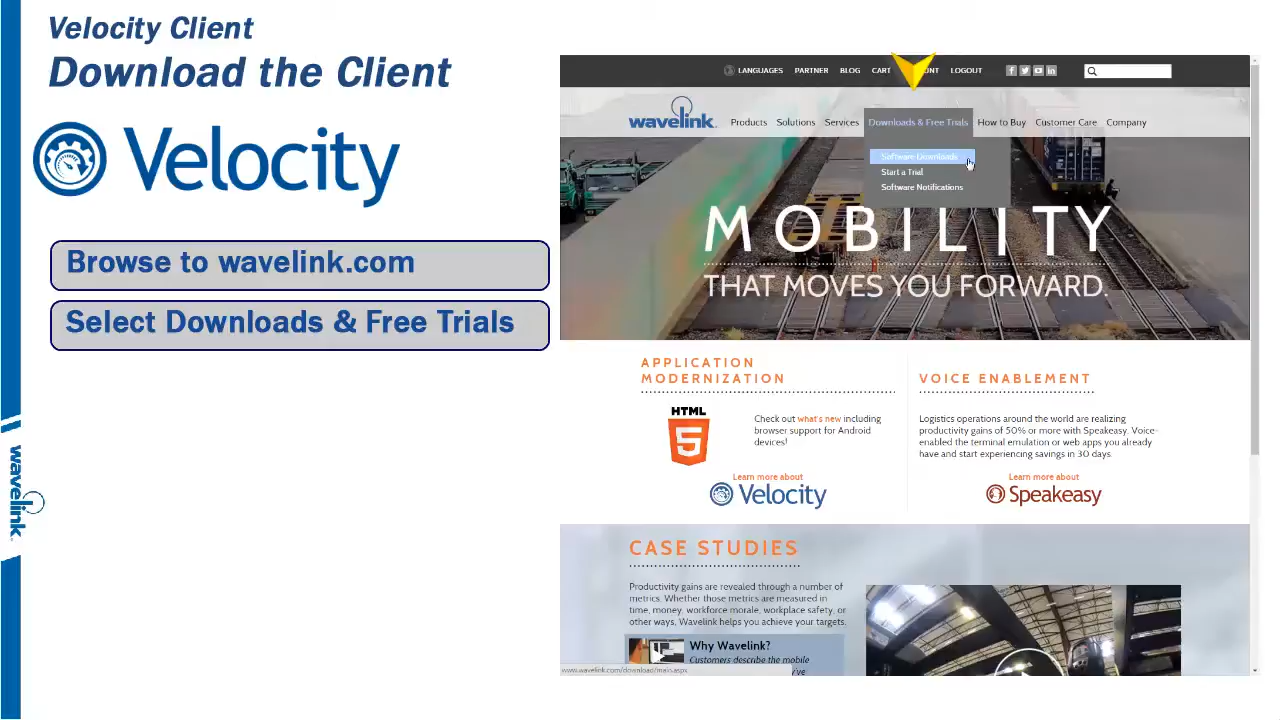 Velocity Client
Download the Client
Velocity
Browse to wavelink.com
Select Downloads & Free Trials
wavelink
LANGUAGES PARTNER BLOG CART LOGOUT
wavelink
Products Solutions Services Downloads & Free Trials How to Buy Customer Care Company
Software Downloads
Start a Trial
Software Notifications
MOBILITY
THAT MOVES YOU FORWARD.
APPLICATION
MODERNIZATION
HTML
5
Check out what's new including
browser support for Android
devices!
Learn more about
Velocity
VOICE ENABLEMENT
Logistics operations around the world are realizing
productivity gains of 50% or more with Speakeasy. Voice-
enabled the terminal emulation or web apps you already
have and start experiencing savings in 30 days.
Learn more about
Speakeasy
CASE STUDIES
Productivity gains are revealed through a number of
metrics. Whether those metrics are measured in
time, money, workforce morale, workplace safety, or
other ways, Wavelink helps you achieve your targets.
Why Wavelink?
Customers describe the mobile
www.wavelink.com/download/main.aspx